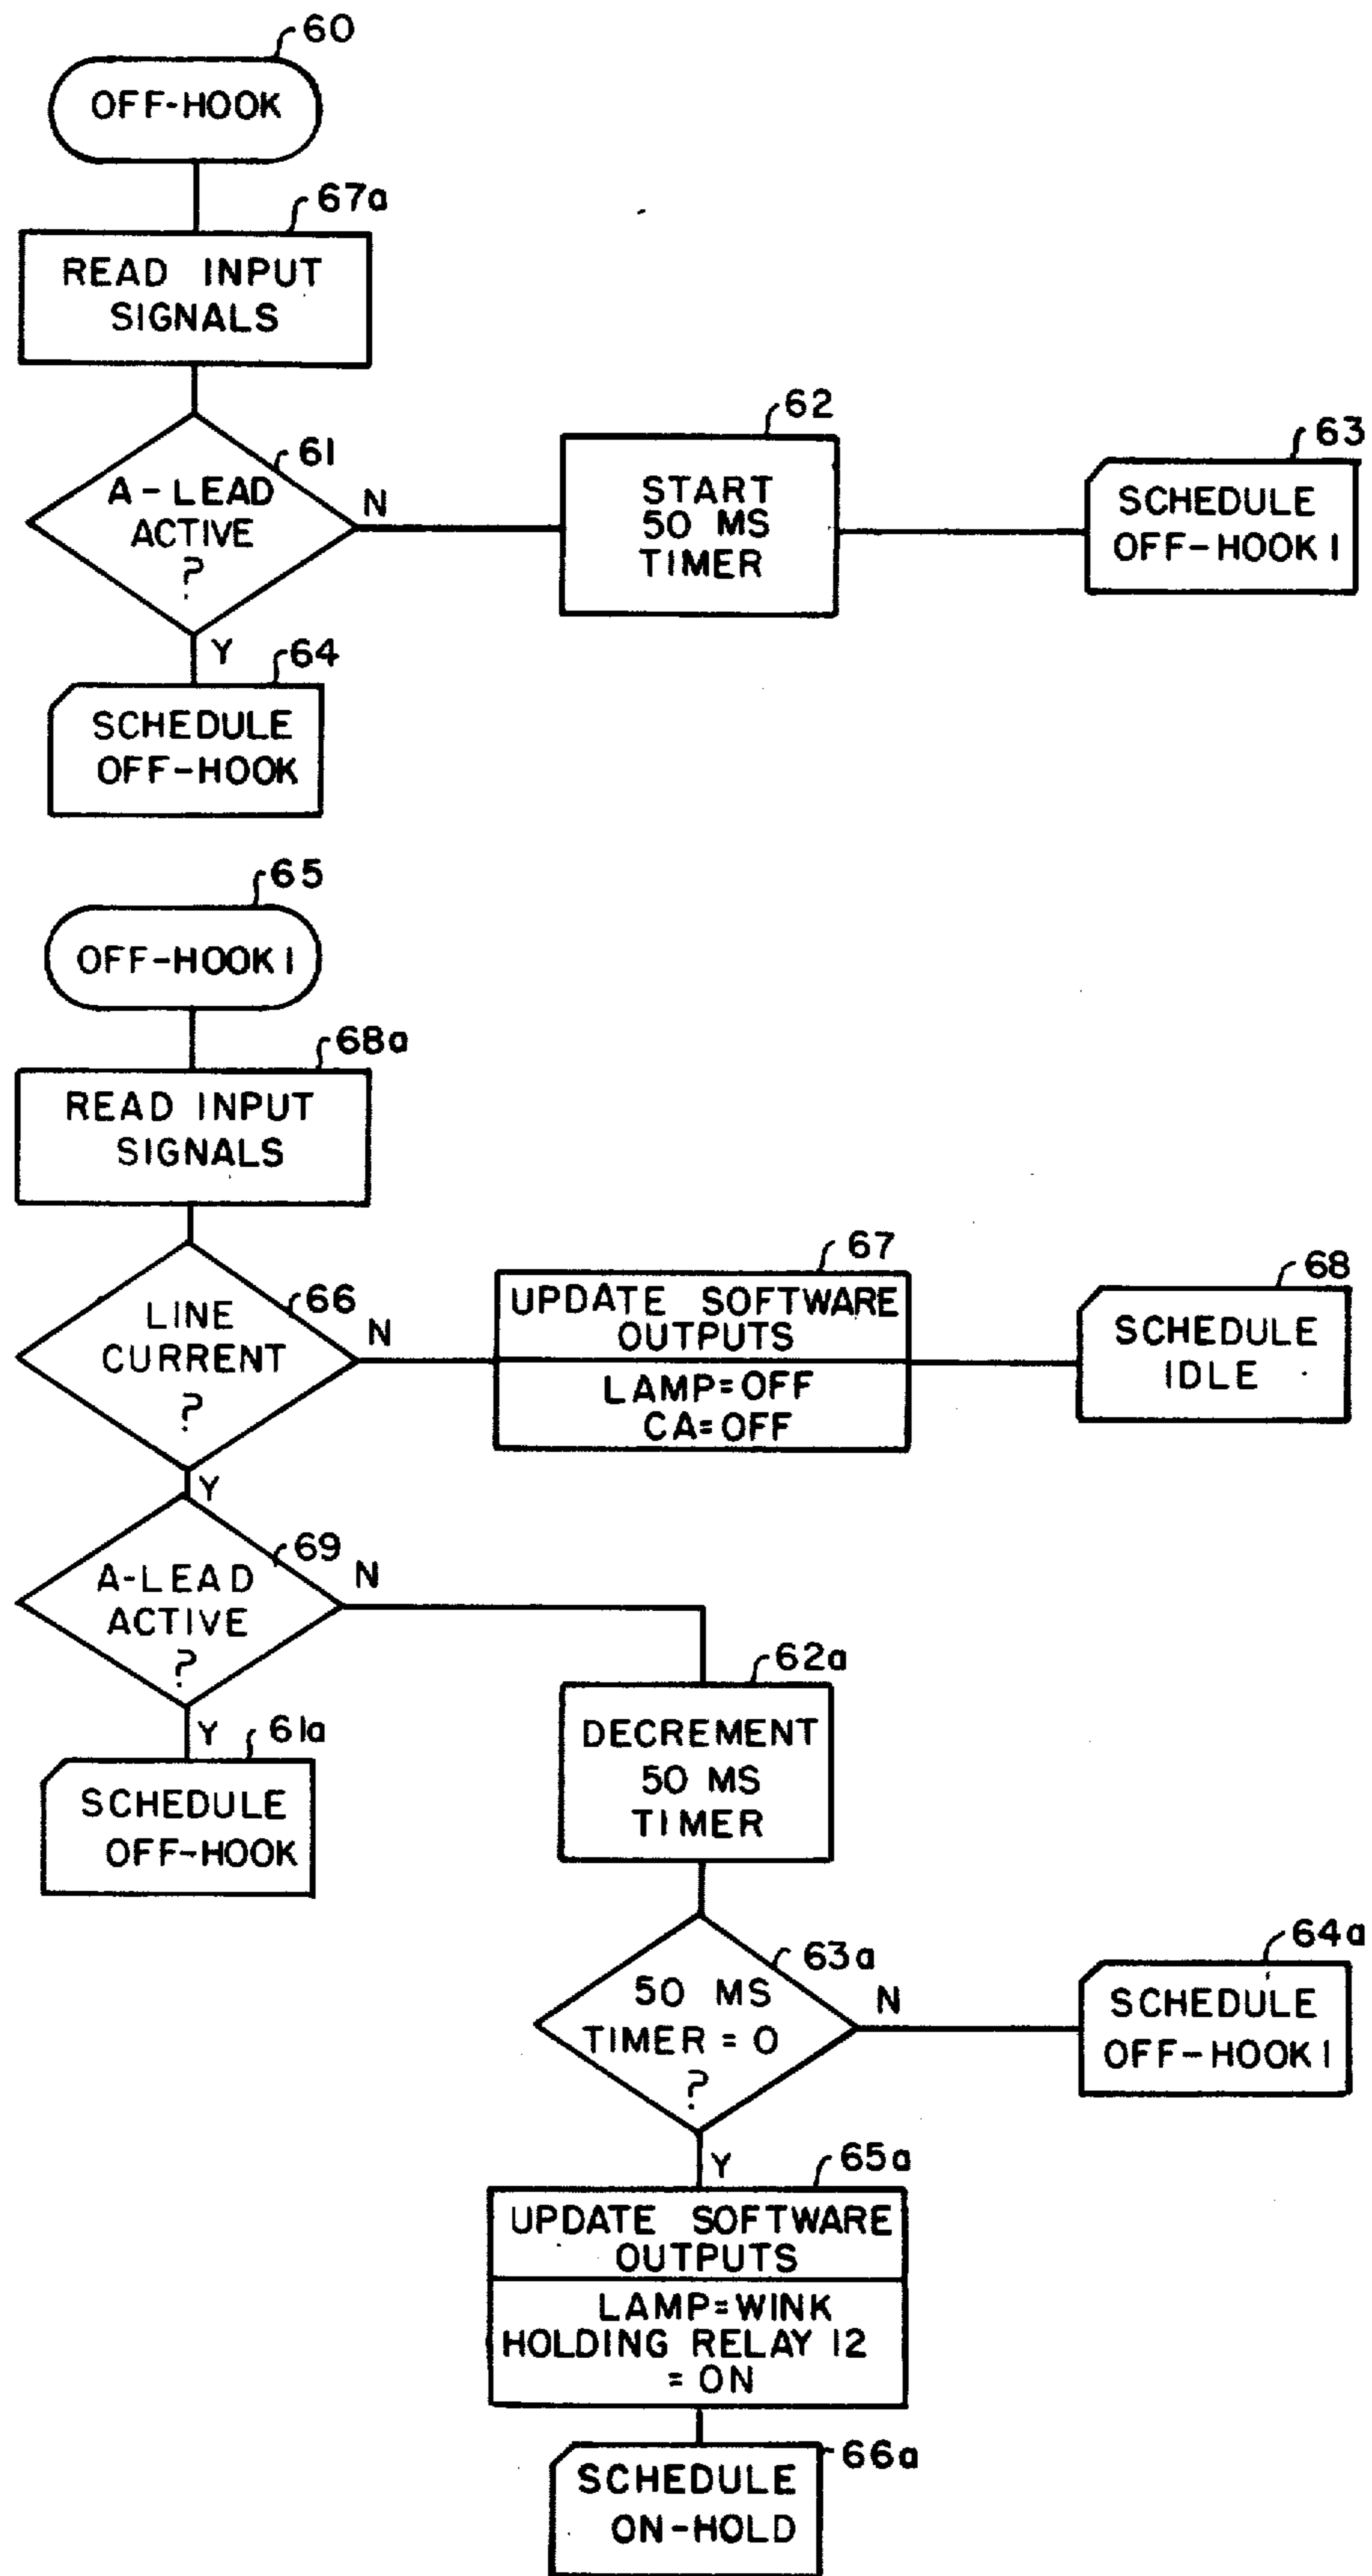 60
OFF-HOOK
67a
READ INPUT
SIGNALS
61
A-LEAD
ACTIVE
?
N
62
START
50 MS
TIMER
63
SCHEDULE
OFF-HOOK1
Y
64
SCHEDULE
OFF-HOOK
65
OFF-HOOK1
68a
READ INPUT
SIGNALS
66
LINE
CURRENT
?
N
67
UPDATE SOFTWARE
OUTPUTS
LAMP=OFF
CA=OFF
68
SCHEDULE
IDLE
Y
69
A-LEAD
ACTIVE
?
N
Y
61a
SCHEDULE
OFF-HOOK
62a
DECREMENT
50 MS
TIMER
63a
50 MS
TIMER = 0
?
N
64a
SCHEDULE
OFF-HOOK1
Y
65a
UPDATE SOFTWARE
OUTPUTS
LAMP=WINK
HOLDING RELAY 12
= ON
66a
SCHEDULE
ON-HOLD